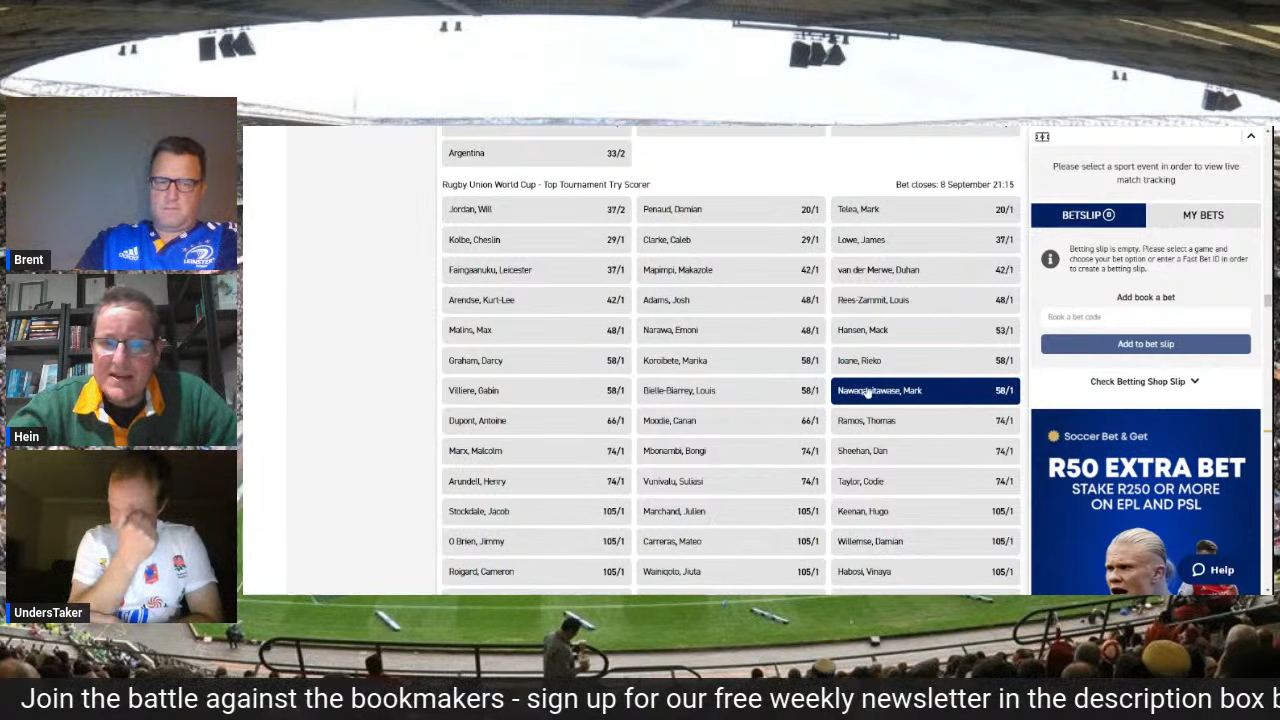 Argentina 33/2
Rugby Union World Cup - Top Tournament Try Scorer Bet closes: 8 September 21:15
Jordan, Will 37/2 Penaud, Damian 20/1 Telea, Mark 20/1
Kolbe, Cheslin 29/1 Clarke, Caleb 29/1 Lowe, James 37/1
Faingaanuku, Leicester 37/1 Mapimpi, Makazole 42/1 van der Merwe, Duhan 42/1
Arendse, Kurt-Lee 42/1 Adams, Josh 48/1 Rees-Zammit, Louis 48/1
Malins, Max 48/1 Narawa, Emoni 48/1 Hansen, Mack 53/1
Graham, Darcy 58/1 Koroibete, Marika 58/1 Ioane, Rieko 58/1
Villiere, Gabin 58/1 Bielle-Biarrey, Louis 58/1 Mark 58/1
Dupont, Antoine 66/1 Moodie, Canan 66/1 Ramos, Thomas 74/1
Marx, Malcolm 74/1 Mbonambi, Bongi 74/1 Sheehan, Dan 74/1
Arundell, Henry 74/1 Vunivalu, Suliasi 74/1 Taylor, Codie 74/1
Stockdale, Jacob 105/1 Marchand, Julien 105/1 Keenan, Hugo 105/1
O Brien, Jimmy 105/1 Carreras, Mateo 105/1 Willemse, Damian 105/1
Roigard, Cameron 105/1 Wainiqolo, Jiuta 105/1 Habosi, Vinaya 105/1
Please select a sport event in order to view live
match tracking
BETSLIP 0 MY BETS
Betting slip is empty. Please select a game and
choose your bet option or enter a Fast Bet ID in order
to create a betting slip.
Add book a bet
Book a bet code
Add to bet slip
Check Betting Shop Slip
Soccer Bet & Get
R50 EXTRA BET
STAKE R250 OR MORE
ON EPL AND PSL
Help
Brent
LEINSTER
Hein
UndersTaker
Join the battle against the bookmakers - sign up for our free weekly newsletter in the description box b